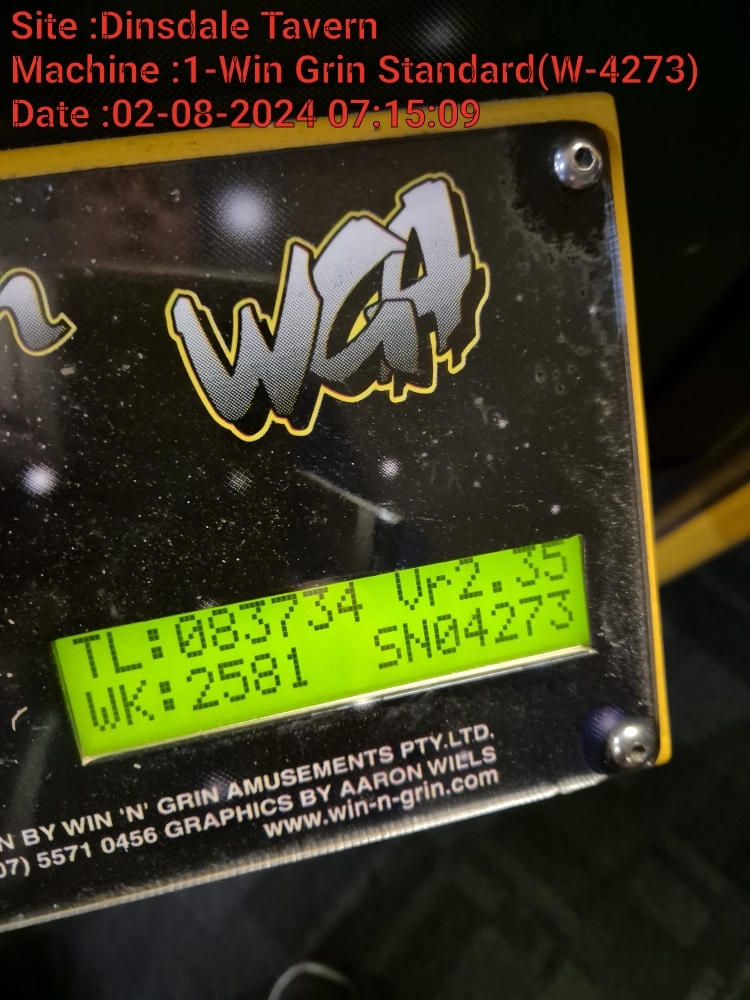 Site :Dinsdale Tavern
Machine :1-Win Grin Standard(W-4273)
Date :02-08-2024 07:15:09
WGA
TL:083734 Vr2.35
WK:2581 SN04273
BY WIN 'N' GRIN AMUSEMENTS PTY.LTD.
07) 5571 0456 GRAPHICS BY AARON WILLS
www.win-n-grin.com